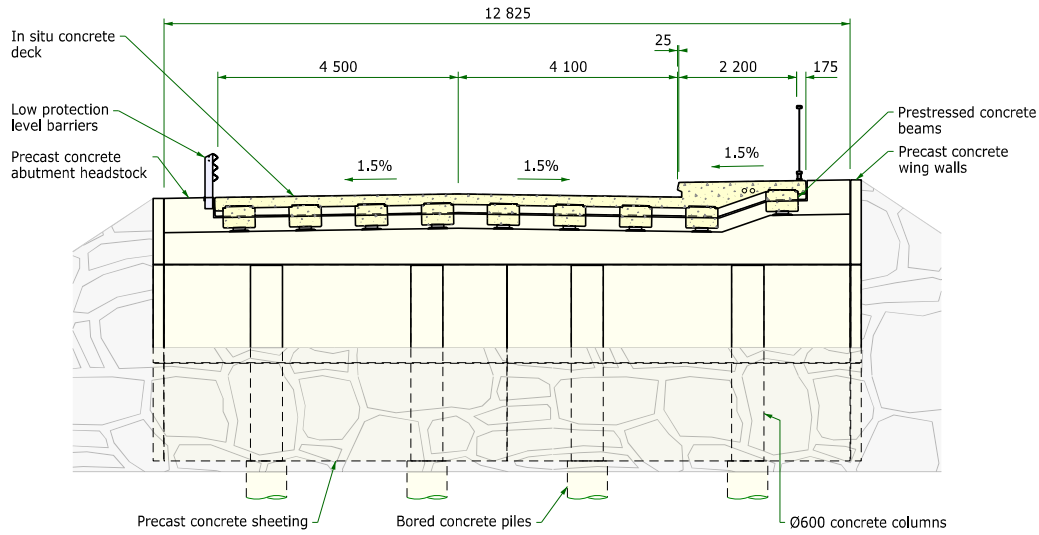 12 825
In situ concrete
deck
25
4 500
4 100
2 200
175
Low protection
level barriers
Prestressed concrete
beams
Precast concrete
abutment headstock
1.5%
1.5%
1.5%
Precast concrete
wing walls
Precast concrete sheeting
Bored concrete piles
Ø600 concrete columns